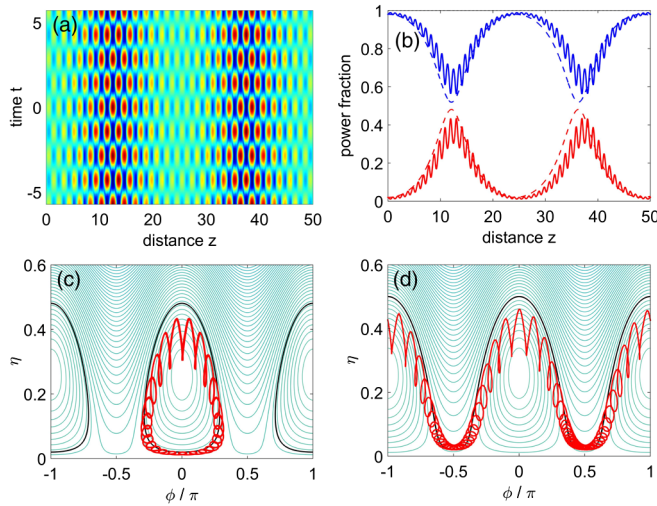 (a)
time t
5
0
-5
0 10 20 30 40 50
distance z
(b)
power fraction
1
0.8
0.6
0.4
0.2
0
0 10 20 30 40 50
distance z
(c)
η
0.6
0.4
0.2
0
-1 -0.5 0 0.5 1
ϕ / π
(d)
η
0.6
0.4
0.2
0
-1 -0.5 0 0.5 1
ϕ / π